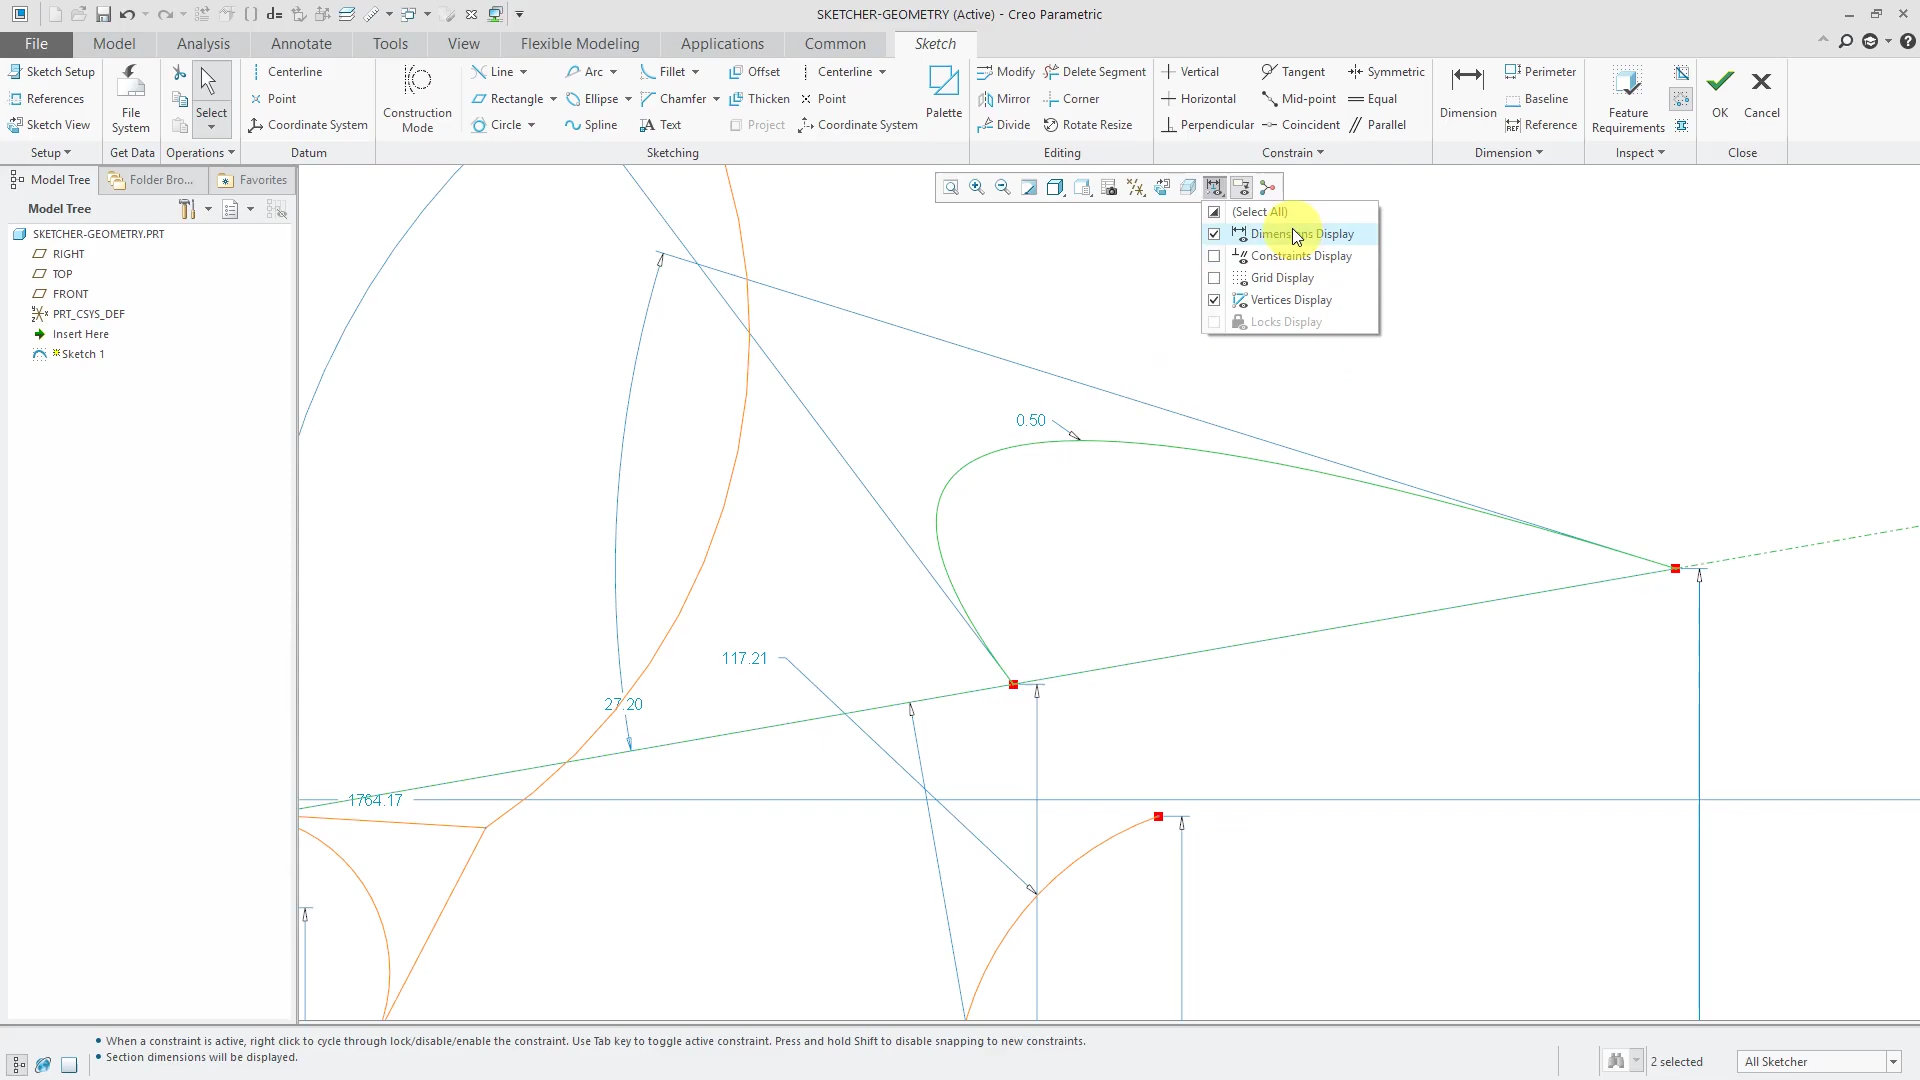 SKETCHER-GEOMETRY (Active) - Creo Parametric
File Model Analysis Annotate Tools View Flexible Modeling Applications Common Sketch
Sketch Setup
References
Sketch View
Setup
File
System
Get Data
Select
Operations
Centerline
Point
Coordinate System
Datum
Construction
Mode
Line Arc Fillet Offset Centerline
Rectangle Ellipse Chamfer Thicken Point
Circle Spline Text Project Coordinate System
Palette
Sketching
Modify Delete Segment
Mirror Corner
Divide Rotate Resize
Editing
Vertical Tangent Symmetric
Horizontal Mid-point Equal
Perpendicular Coincident Parallel
Constrain
Dimension
Perimeter
Baseline
Reference
Dimension
Feature
Requirements
Inspect
OK Cancel
Close
Model Tree Folder Bro... Favorites
Model Tree
SKETCHER-GEOMETRY.PRT
RIGHT
TOP
FRONT
PRT_CSYS_DEF
Insert Here
Sketch 1
(Select All)
Dimensions Display
Constraints Display
Grid Display
Vertices Display
Locks Display
0.50
117.21
27.20
1764.17
• When a constraint is active, right click to cycle through lock/disable/enable the constraint. Use Tab key to toggle active constraint. Press and hold Shift to disable snapping to new constraints.
• Section dimensions will be displayed.
2 selected
All Sketcher